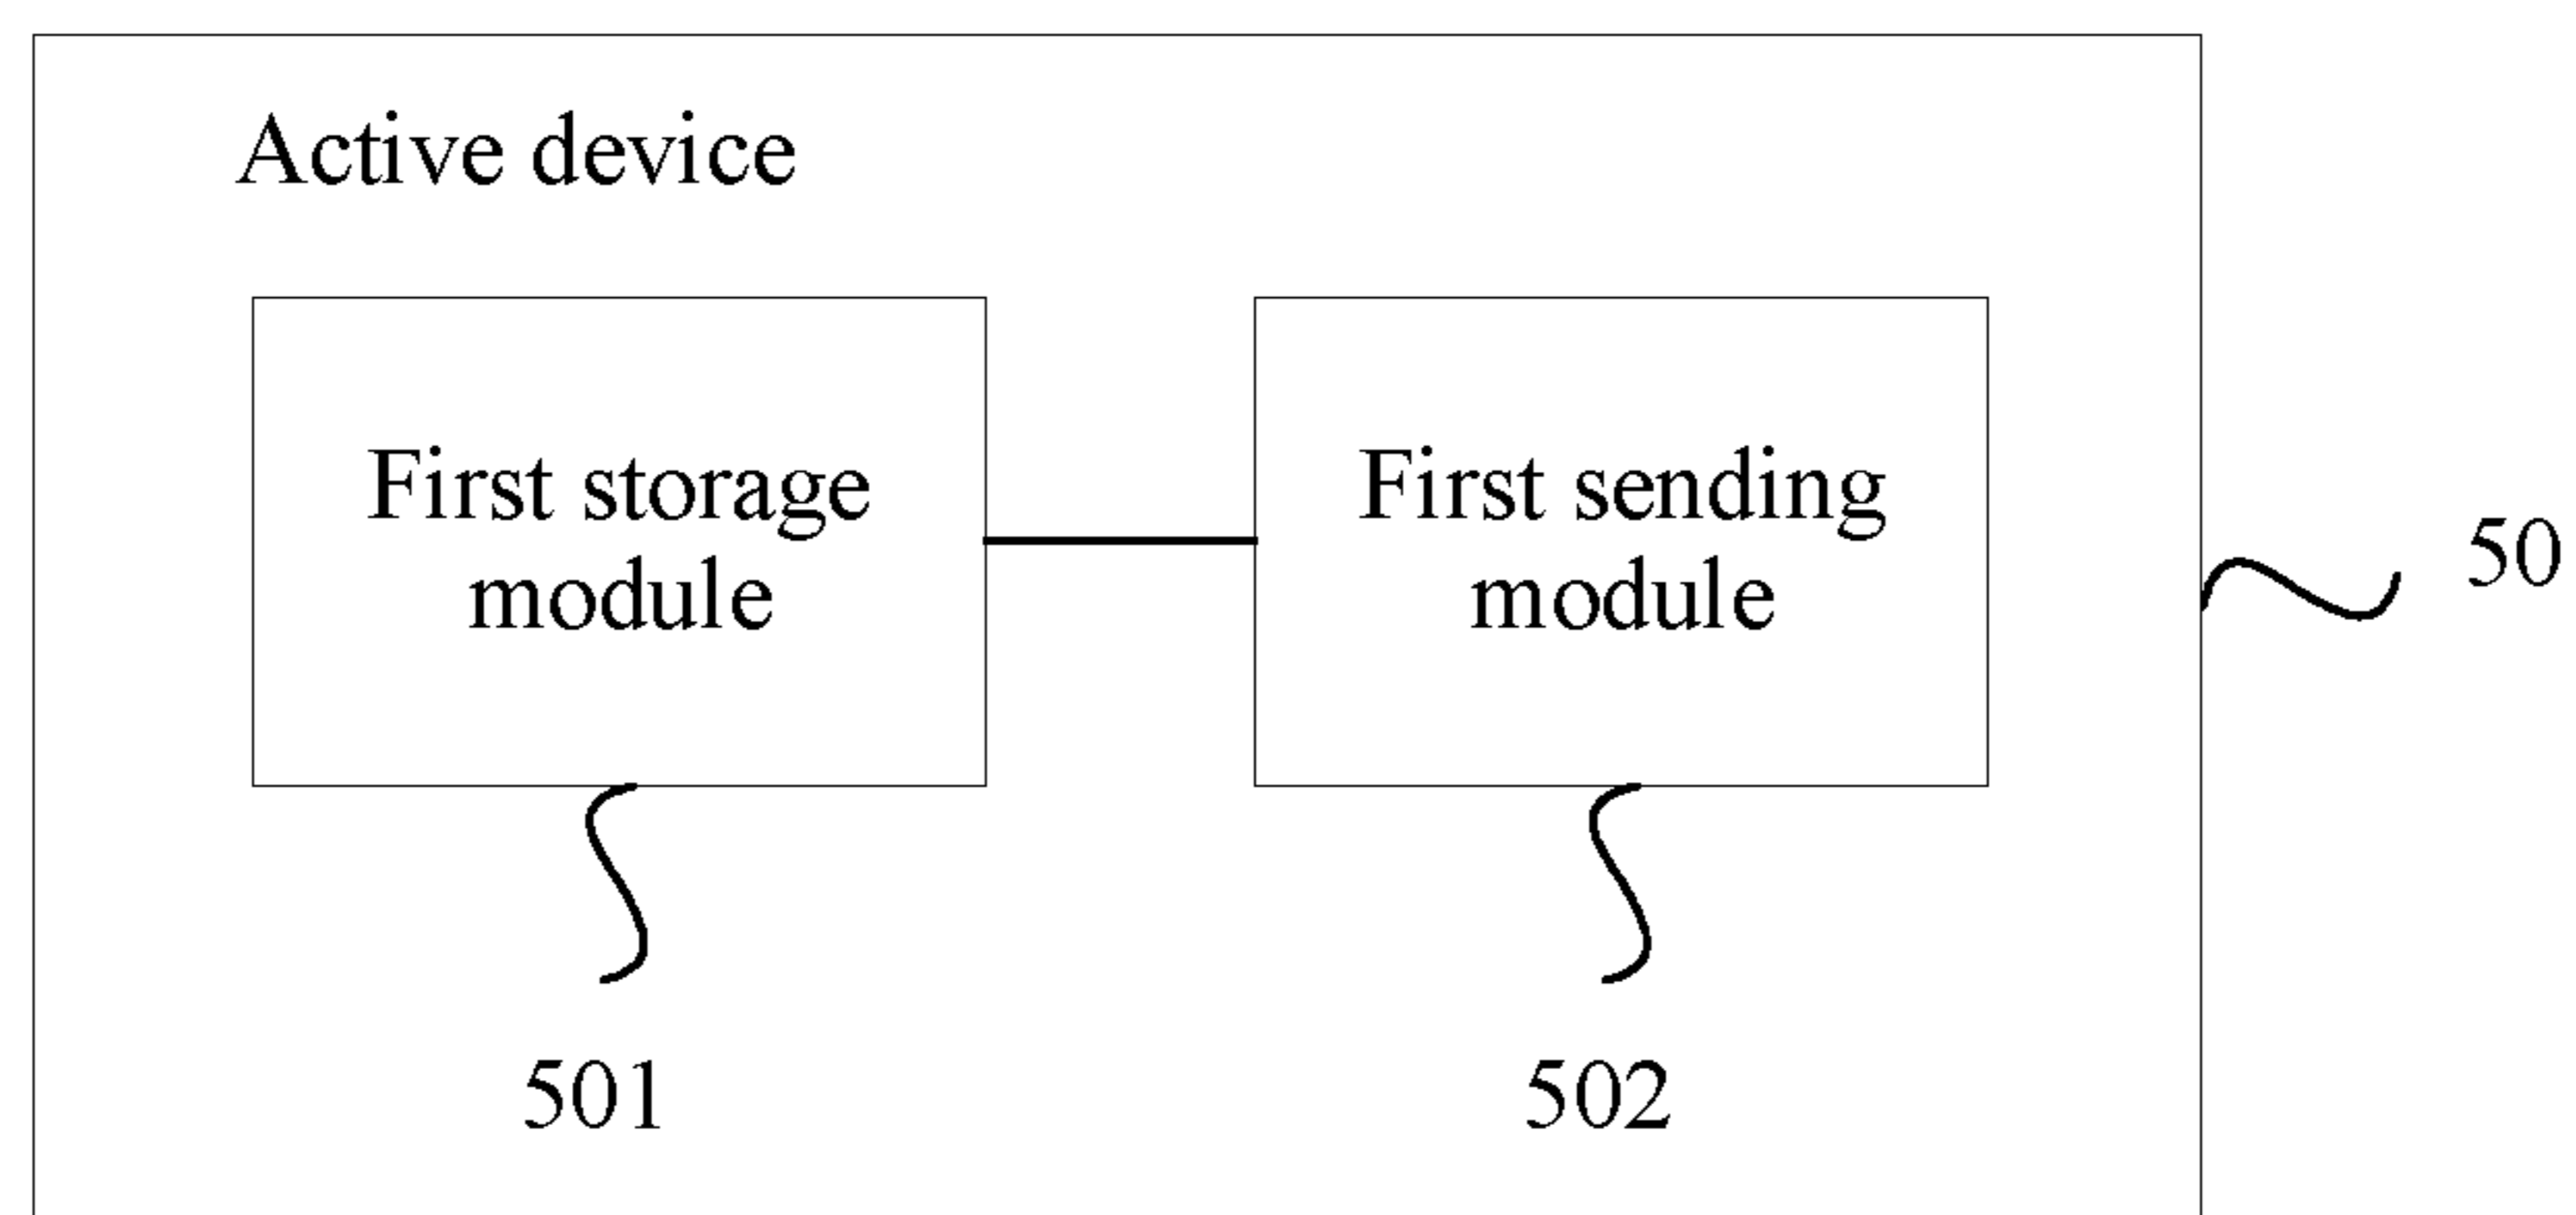 Active device
First storage
module
First sending
module
50
501
502